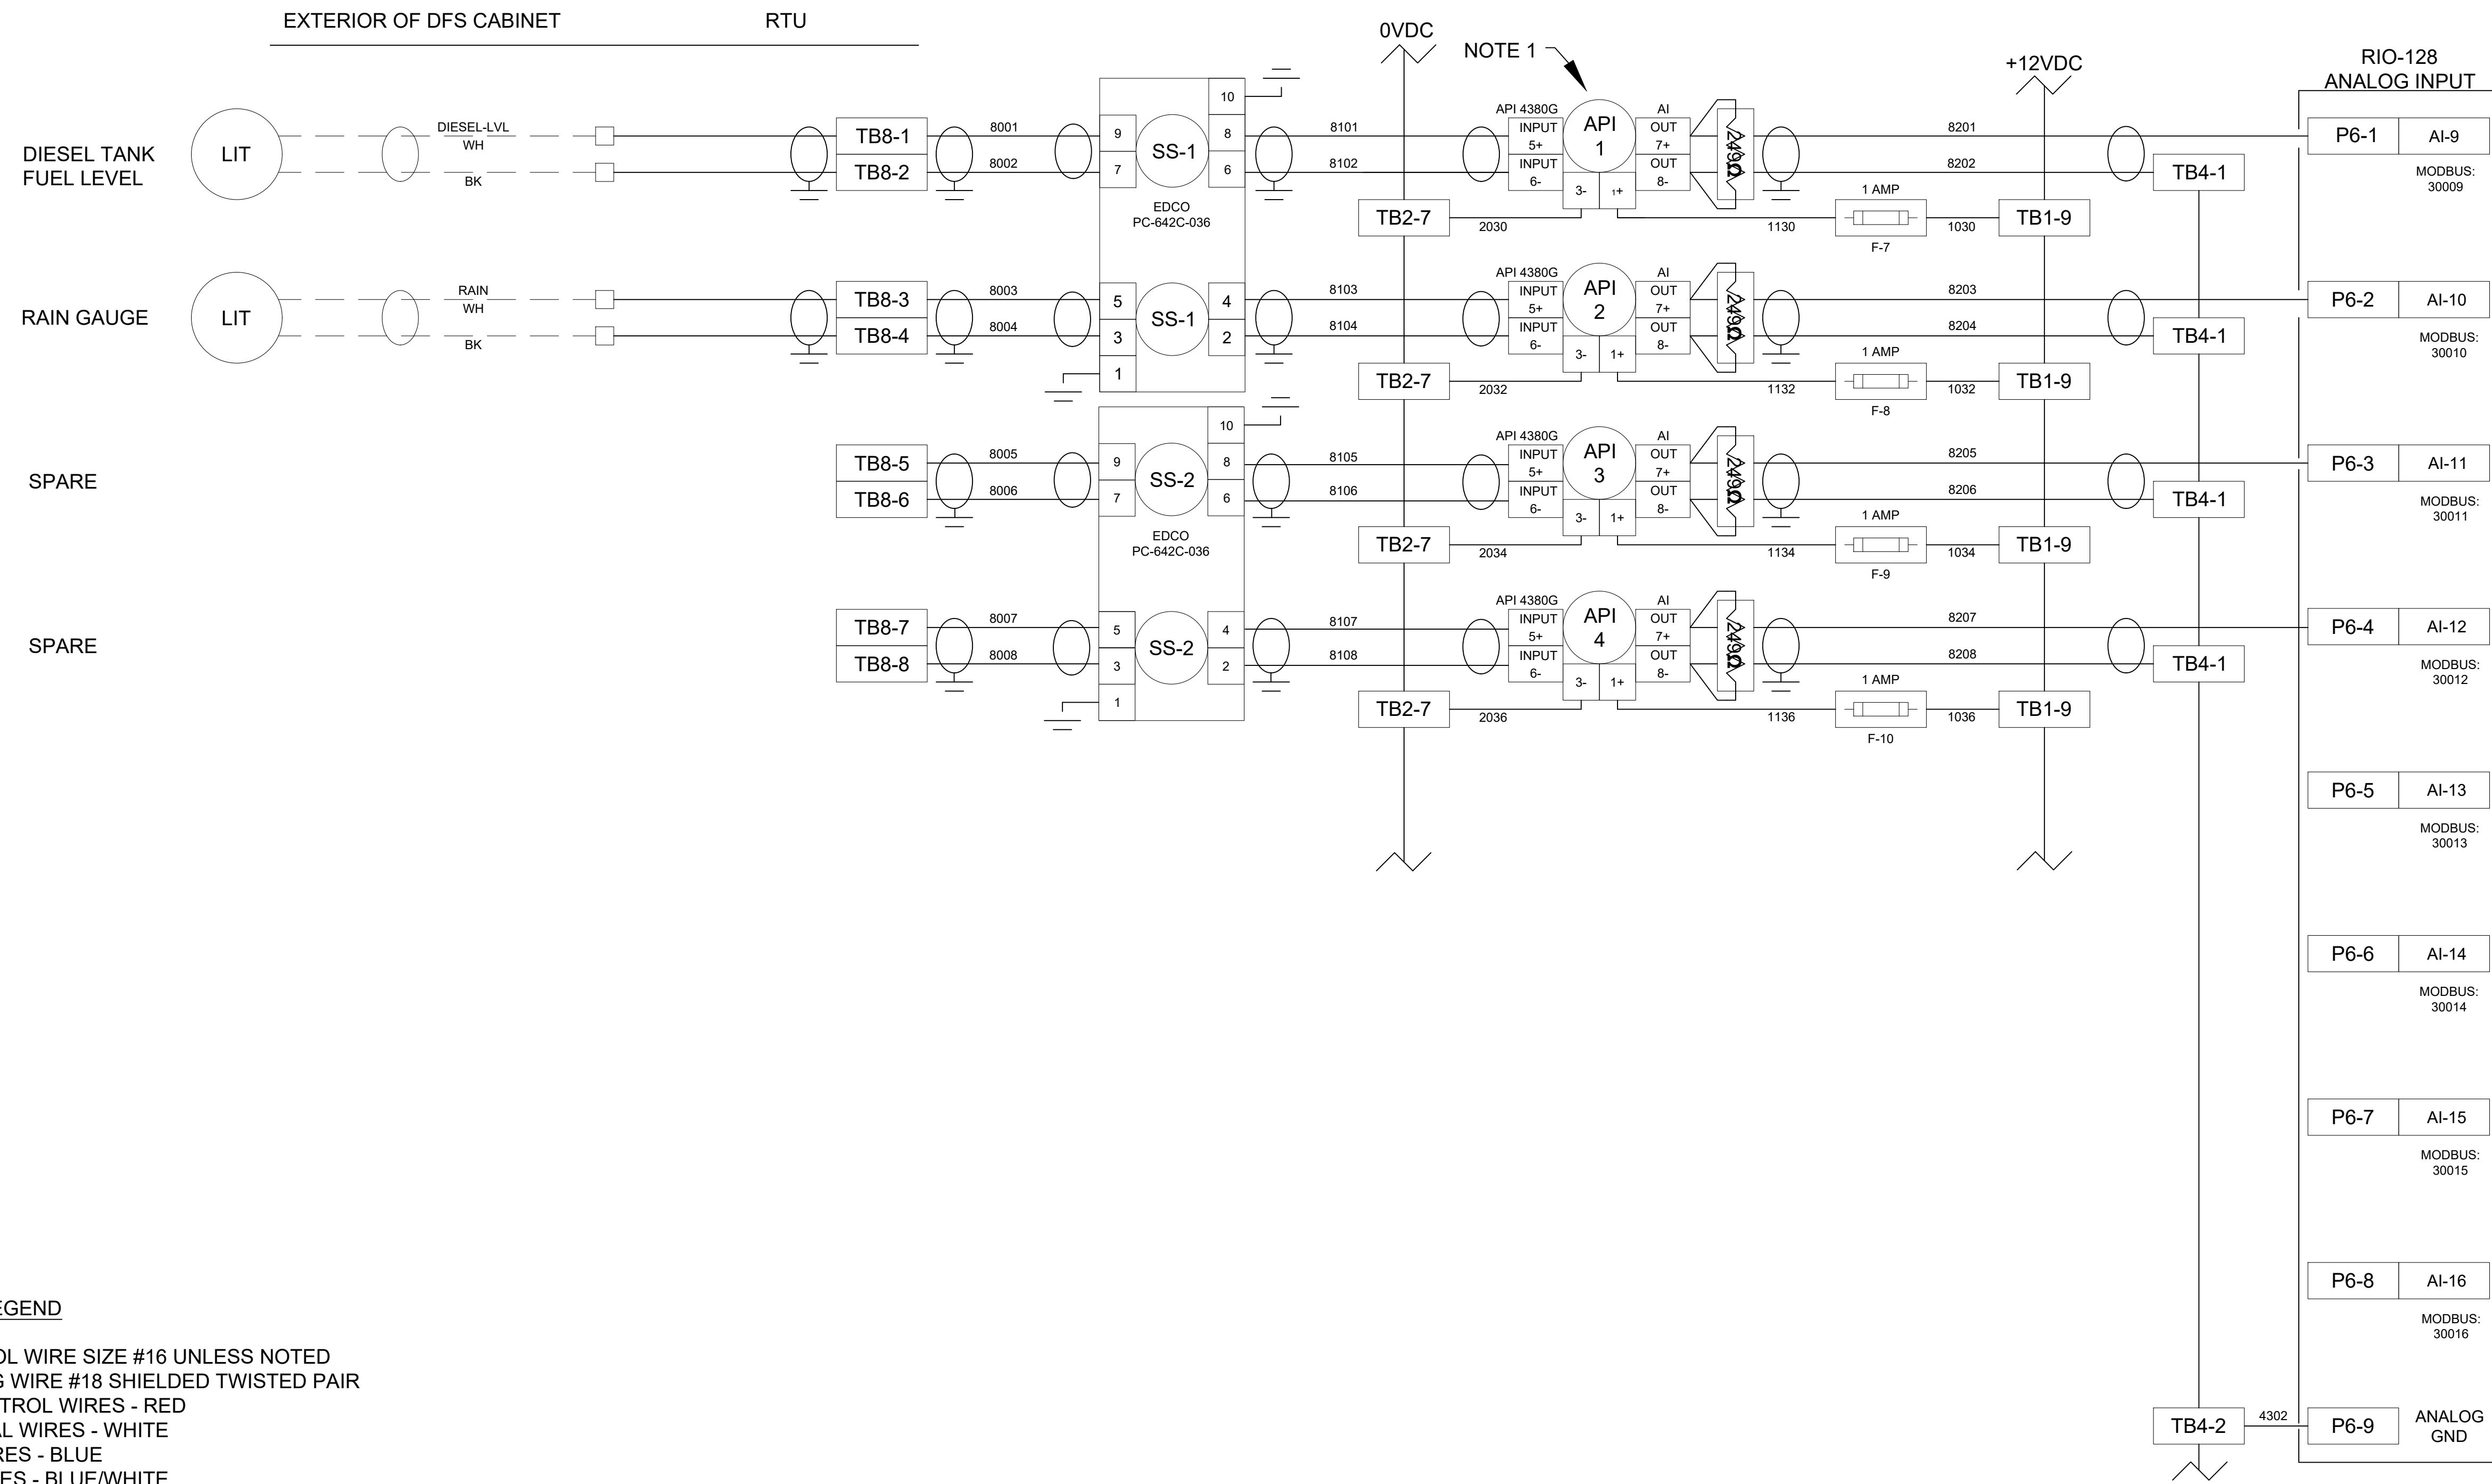 EXTERIOR OF DFS CABINET
RTU
0VDC
NOTE 1
+12VDC
RIO-128
ANALOG INPUT
DIESEL TANK
FUEL LEVEL
LIT
DIESEL-LVL
WH
BK
TB8-1
TB8-2
8001
8002
10
9
8
7
6
SS-1
EDCO
PC-642C-036
8101
8102
API 4380G
INPUT
5+
INPUT
6-
API
1
3-
1+
AI
OUT
7+
OUT
8-
249Ω
8201
8202
TB4-1
P6-1
AI-9
MODBUS:
30009
TB2-7
2030
1130
1 AMP
F-7
1030
TB1-9
RAIN GAUGE
LIT
RAIN
WH
BK
TB8-3
TB8-4
8003
8004
5
3
1
SS-1
4
2
8103
8104
API 4380G
INPUT
5+
INPUT
6-
API
2
3-
1+
AI
OUT
7+
OUT
8-
249Ω
8203
8204
TB4-1
P6-2
AI-10
MODBUS:
30010
TB2-7
2032
1132
1 AMP
F-8
1032
TB1-9
SPARE
TB8-5
TB8-6
8005
8006
10
9
8
7
6
SS-2
EDCO
PC-642C-036
8105
8106
API 4380G
INPUT
5+
INPUT
6-
API
3
3-
1+
AI
OUT
7+
OUT
8-
249Ω
8205
8206
TB4-1
P6-3
AI-11
MODBUS:
30011
TB2-7
2034
1134
1 AMP
F-9
1034
TB1-9
SPARE
TB8-7
TB8-8
8007
8008
5
3
1
SS-2
4
2
8107
8108
API 4380G
INPUT
5+
INPUT
6-
API
4
3-
1+
AI
OUT
7+
OUT
8-
249Ω
8207
8208
TB4-1
P6-4
AI-12
MODBUS:
30012
TB2-7
2036
1136
1 AMP
F-10
1036
TB1-9
P6-5
AI-13
MODBUS:
30013
P6-6
AI-14
MODBUS:
30014
P6-7
AI-15
MODBUS:
30015
P6-8
AI-16
MODBUS:
30016
TB4-2
4302
P6-9
ANALOG
GND
EGEND
OL WIRE SIZE #16 UNLESS NOTED
G WIRE #18 SHIELDED TWISTED PAIR
TROL WIRES - RED
AL WIRES - WHITE
RES - BLUE
ES - BLUE/WHITE